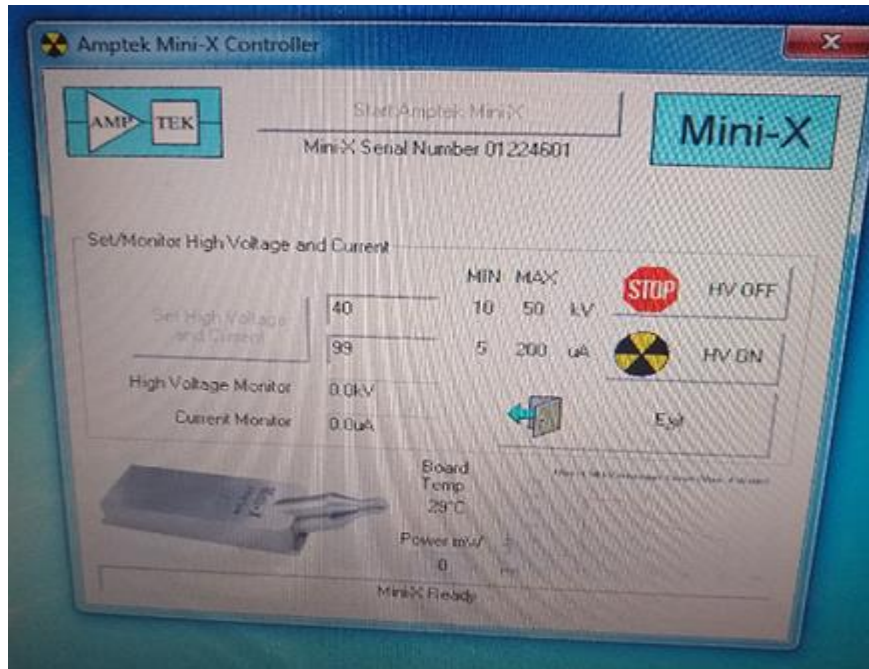 Amptek Mini-X Controller
AMP TEK
Start Amptek Mini-X
Mini-X
Mini-X Serial Number 01224601
Set/Monitor High Voltage and Current
MIN MAX
STOP HV OFF
Set High Voltage
and Current
40 10 50 kV
99 5 200 uA
HV ON
High Voltage Monitor 0.0kV
Current Monitor 0.0uA
Exit
Board
Temp
29°C
Power mW
0
Mini-X Ready